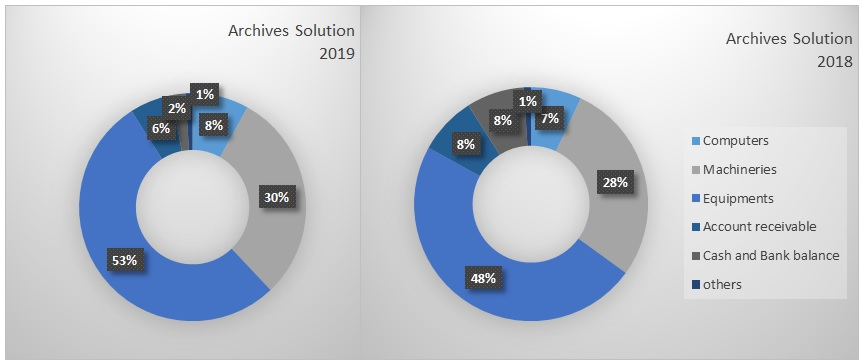 Archives Solution
2019
1%
2%
8%
6%
30%
53%
Archives Solution
2018
1%
7%
8%
8%
28%
48%
Computers
Machineries
Equipments
Account receivable
Cash and Bank balance
others